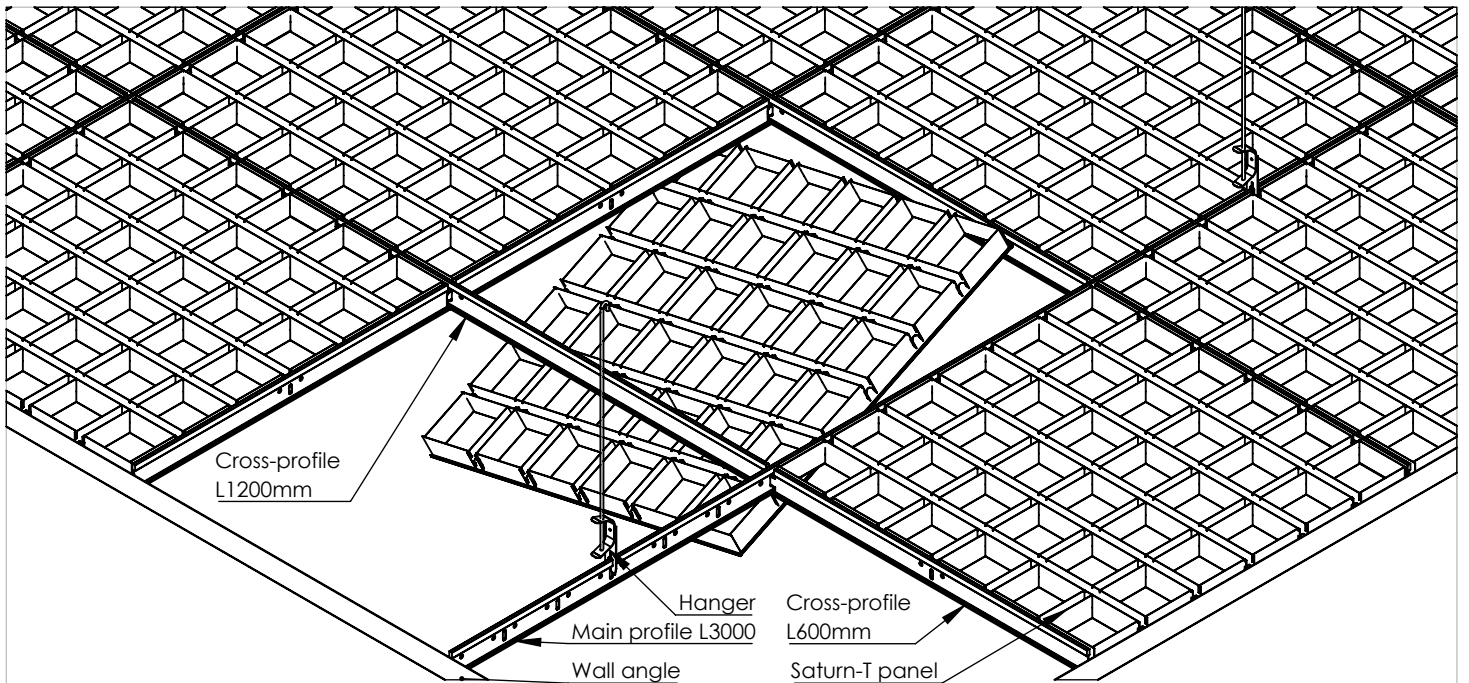 Cross-profile
L1200mm
Hanger
Main profile L3000
Wall angle
Cross-profile
L600mm
Saturn-T panel